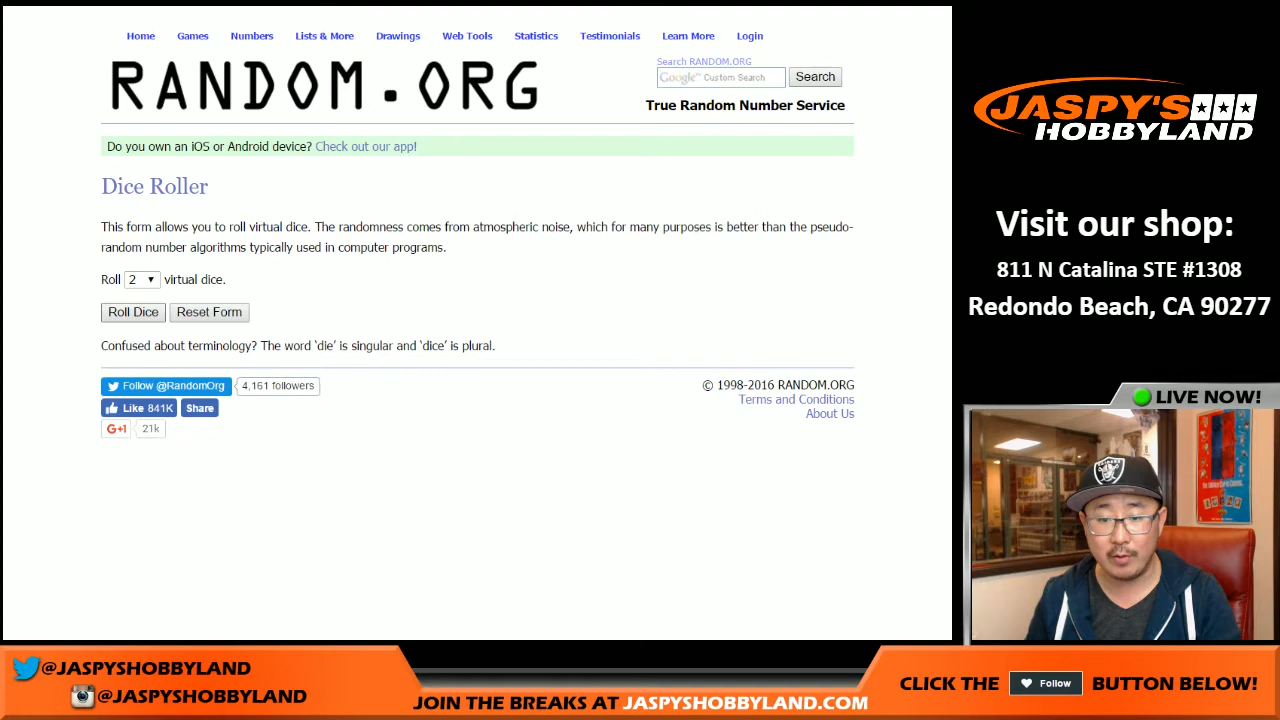 Home Games Numbers Lists & More Drawings Web Tools Statistics Testimonials Learn More Login
RANDOM.ORG
Search RANDOM.ORG
Google™ Custom Search Search
True Random Number Service
Do you own an iOS or Android device? Check out our app!
Dice Roller
This form allows you to roll virtual dice. The randomness comes from atmospheric noise, which for many purposes is better than the pseudo-
random number algorithms typically used in computer programs.
Roll 2 virtual dice.
Roll Dice Reset Form
Confused about terminology? The word ‘die’ is singular and ‘dice’ is plural.
Follow @RandomOrg 4,161 followers
Like 841K Share
G+1 21k
© 1998-2016 RANDOM.ORG
Terms and Conditions
About Us
JASPY'S
HOBBYLAND
Visit our shop:
811 N Catalina STE #1308
Redondo Beach, CA 90277
LIVE NOW!
RAIDERS
@JASPYSHOBBYLAND
@JASPYSHOBBYLAND
JOIN THE BREAKS AT JASPYSHOBBYLAND.COM
CLICK THE Follow BUTTON BELOW!